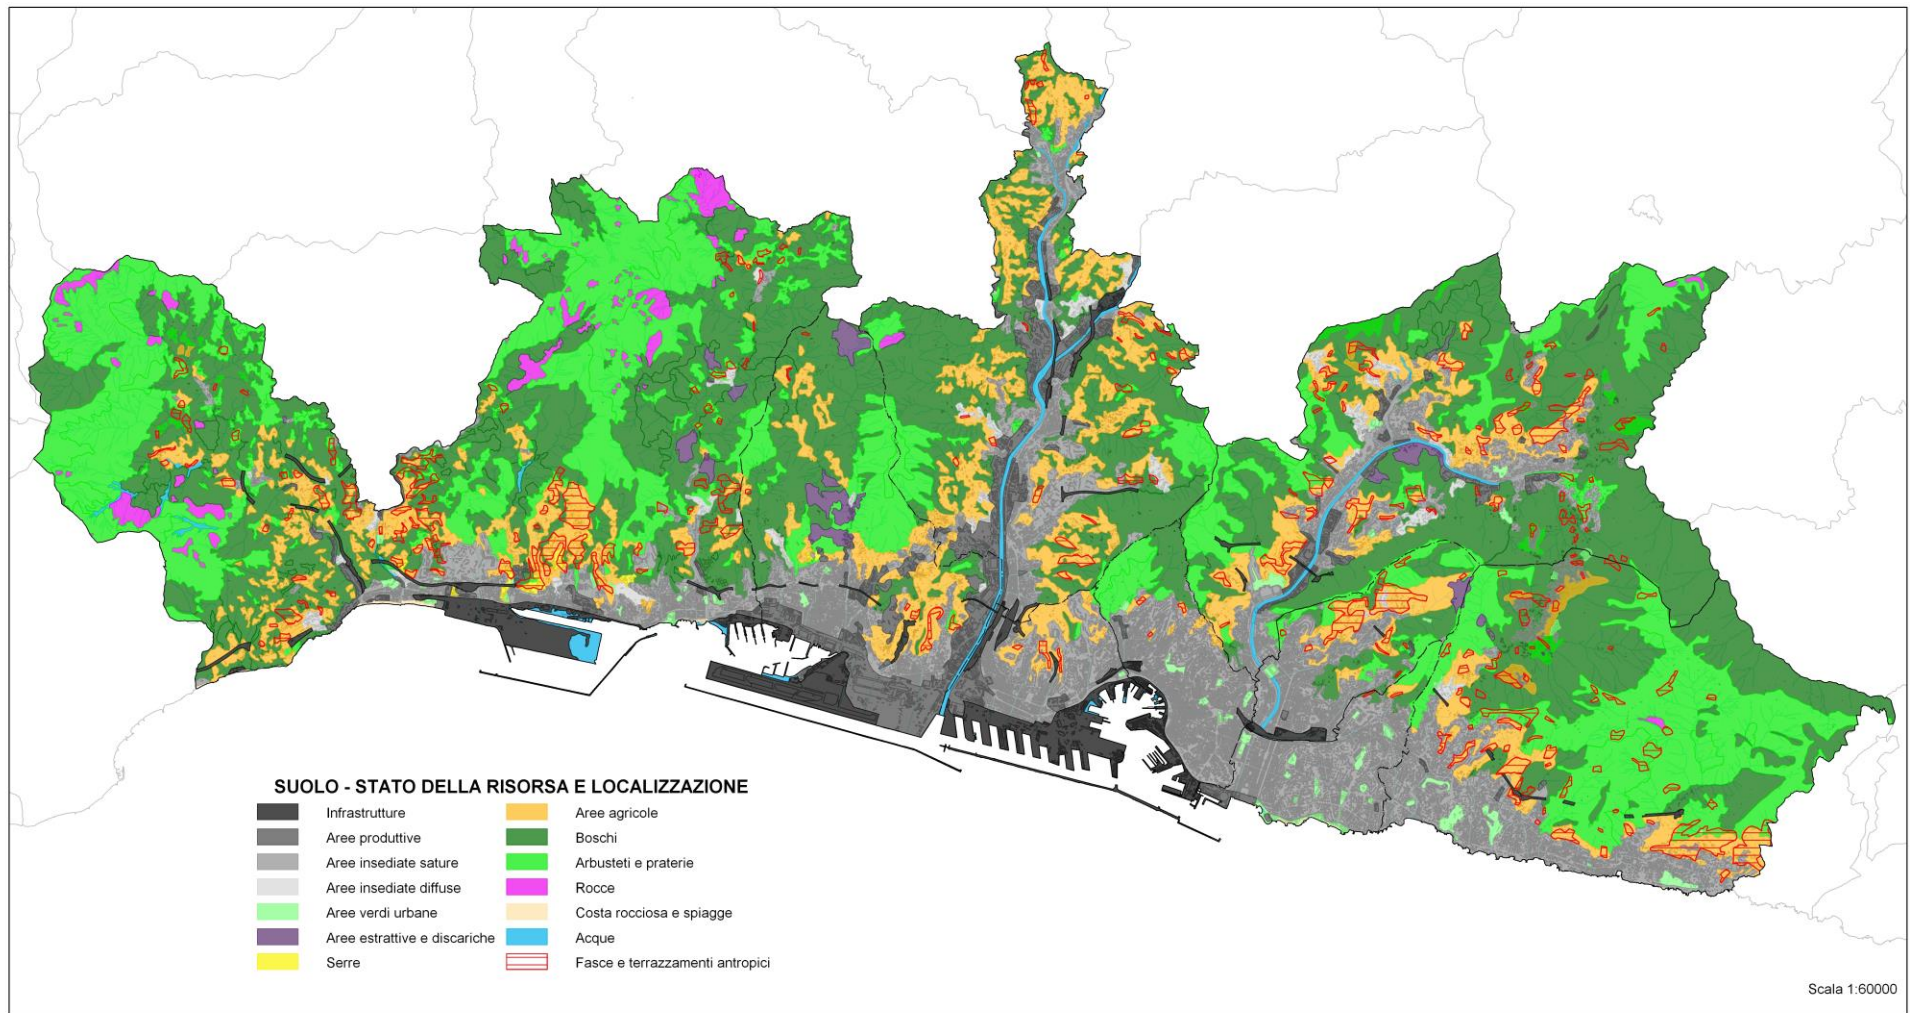 SUOLO - STATO DELLA RISORSA E LOCALIZZAZIONE
Infrastrutture
Aree produttive
Aree insediate sature
Aree insediate diffuse
Aree verdi urbane
Aree estrattive e discariche
Serre
Aree agricole
Boschi
Arbusteti e praterie
Rocce
Costa rocciosa e spiagge
Acque
Fasce e terrazzamenti antropici
Scala 1:60000